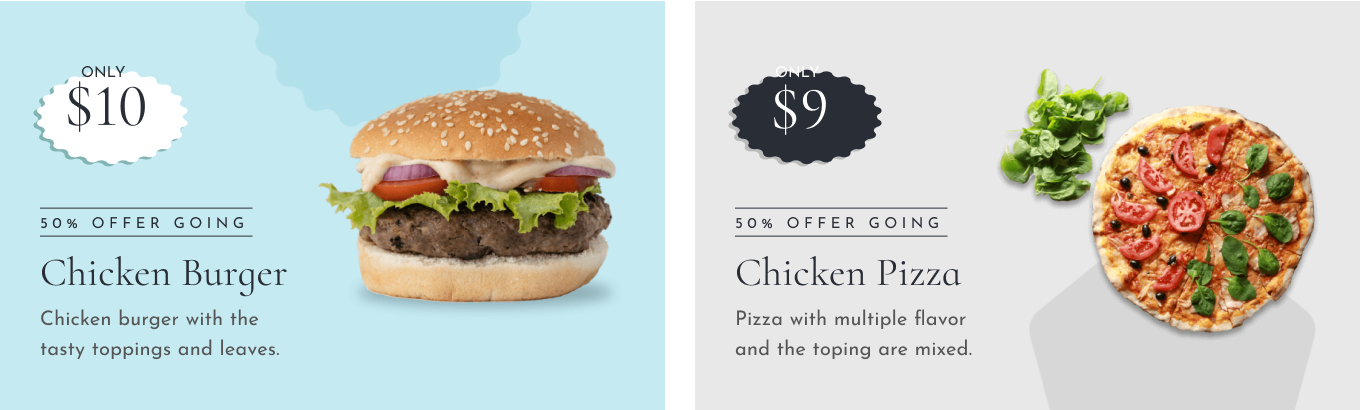 ONLY
$10
50% OFFER GOING
Chicken Burger
Chicken burger with the
tasty toppings and leaves.
ONLY
$9
50% OFFER GOING
Chicken Pizza
Pizza with multiple flavor
and the toping are mixed.